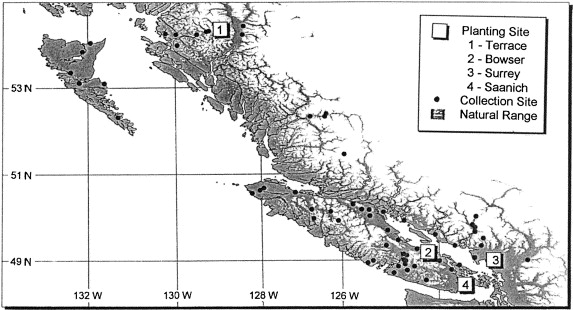 1
Planting Site
1 - Terrace
2 - Bowser
3 - Surrey
4 - Saanich
Collection Site
Natural Range
53 N
51 N
49 N
2
3
4
132 W
130 W
128 W
126 W